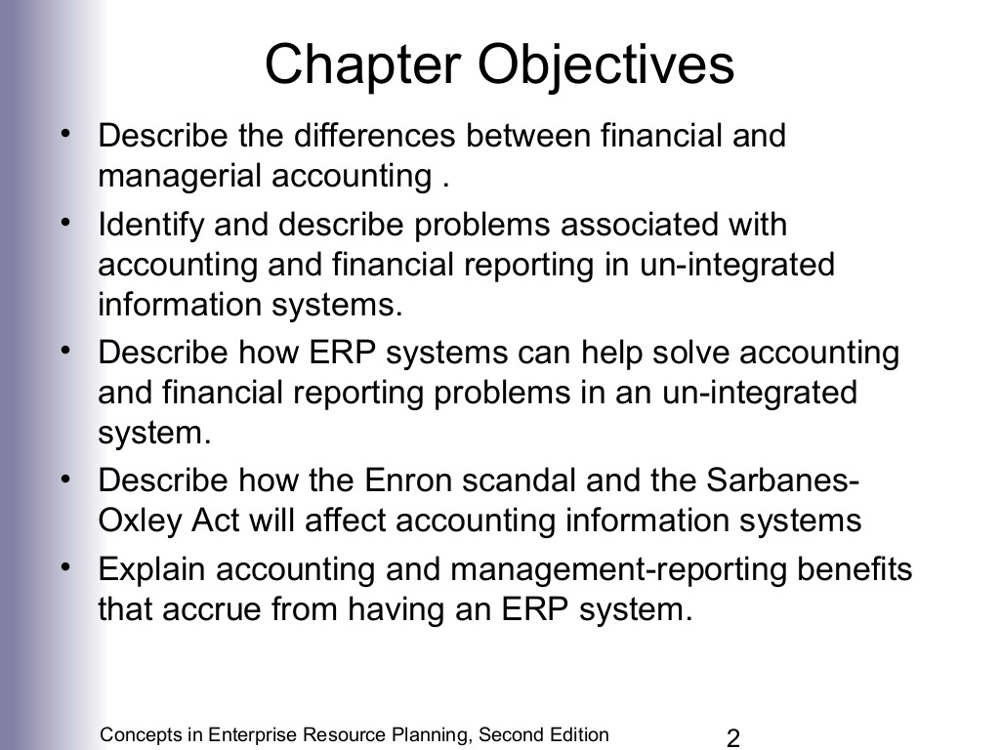 Chapter Objectives
• Describe the differences between financial and
managerial accounting .
• Identify and describe problems associated with
accounting and financial reporting in un-integrated
information systems.
• Describe how ERP systems can help solve accounting
and financial reporting problems in an un-integrated
system.
• Describe how the Enron scandal and the Sarbanes-
Oxley Act will affect accounting information systems
• Explain accounting and management-reporting benefits
that accrue from having an ERP system.
Concepts in Enterprise Resource Planning, Second Edition
2